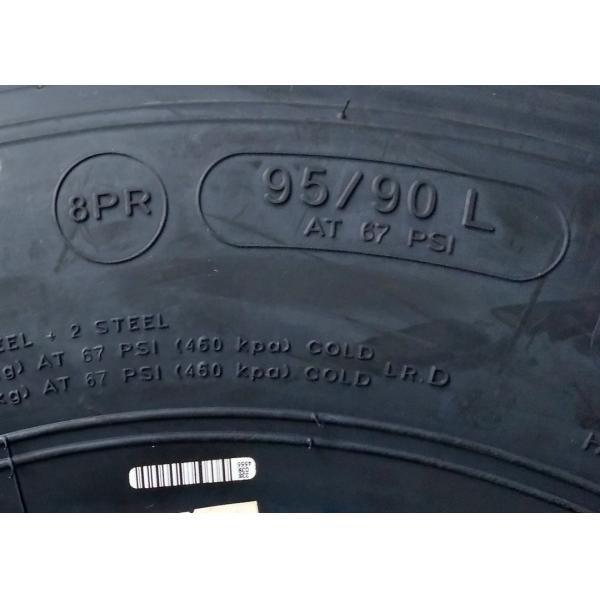 8PR
95/90 L
AT 67 PSI
EEL + 2 STEEL
g) AT 67 PSI (460 kpa) COLD
kg) AT 67 PSI (460 kpa) COLD
LR.D